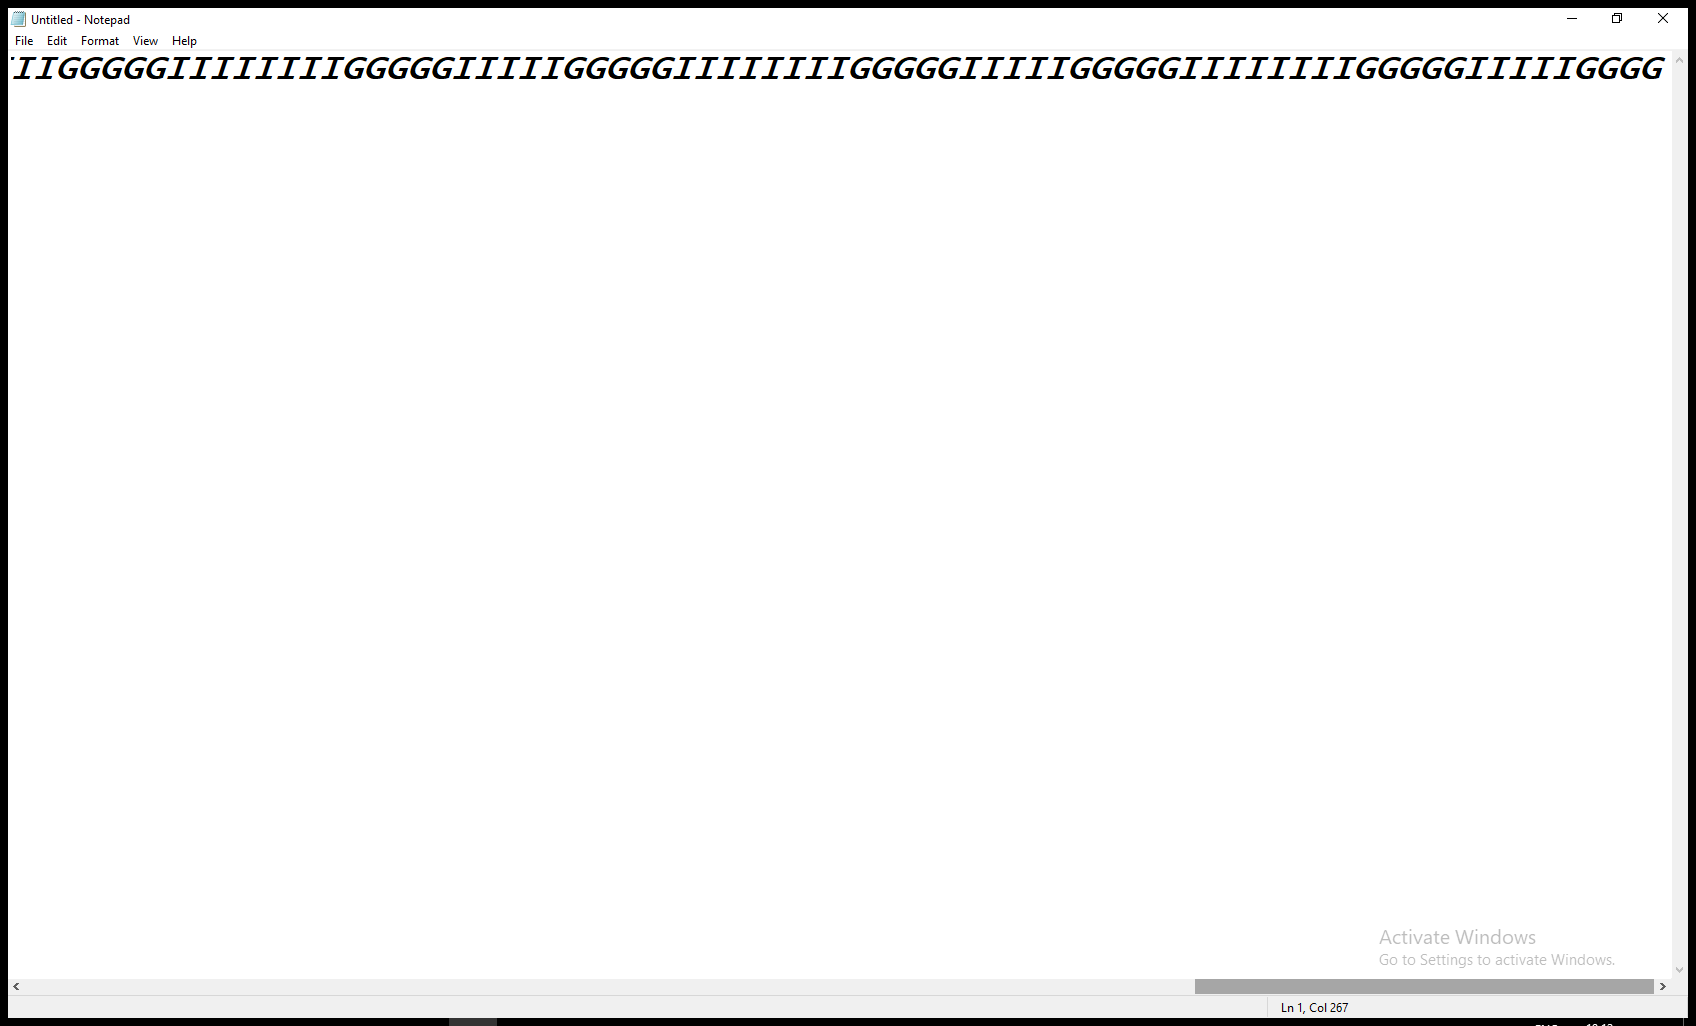 Untitled - Notepad
File Edit Format View Help
IIGGGGGIIIIIIIIGGGGGIIIIIGGGGGIIIIIIIIGGGGGIIIIIGGGGGIIIIIIIIGGGGGIIIIIGGGG
Activate Windows
Go to Settings to activate Windows.
Ln 1, Col 267